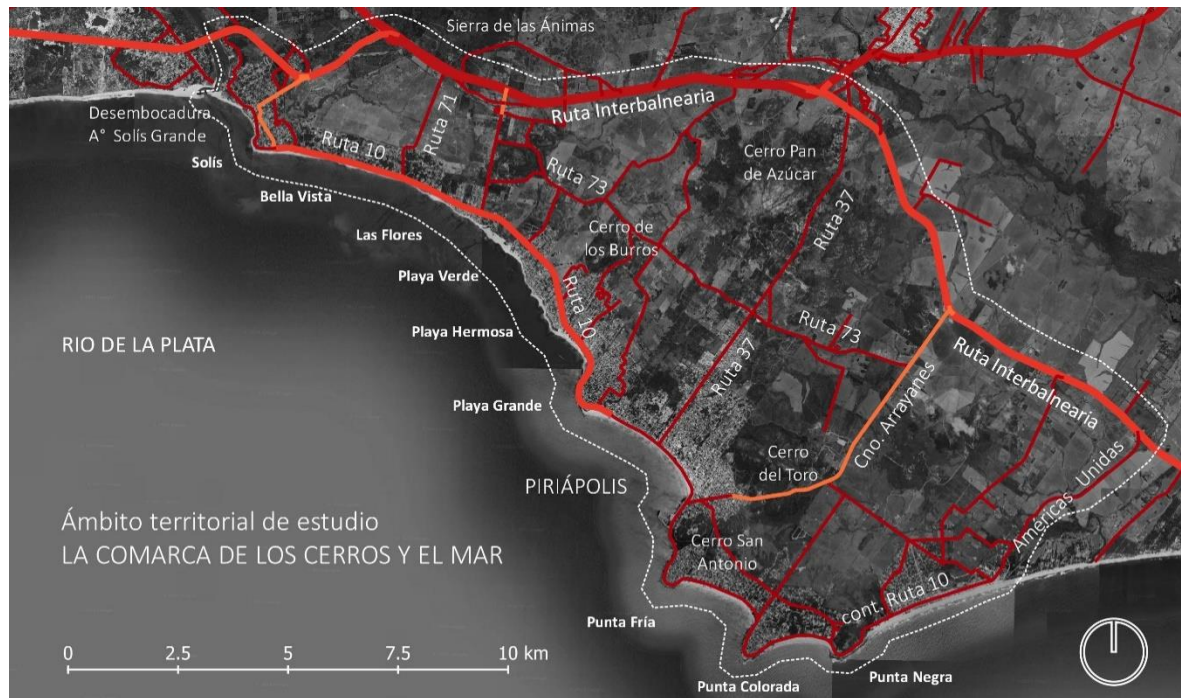 Sierra de las Ánimas
Desembocadura
A° Solís Grande
Ruta Interbalnearia
Ruta 71
Ruta 10
Solís
Cerro Pan
de Azúcar
Ruta 73
Bella Vista
Ruta 37
Las Flores
Cerro de
los Burros
Playa Verde
Ruta 10
Playa Hermosa
Ruta 73
RIO DE LA PLATA
Ruta Interbalnearia
Ruta 37
Playa Grande
Cno. Arrayanes
Cerro
del Toro
PIRIÁPOLIS
Américas Unidas
Ámbito territorial de estudio
LA COMARCA DE LOS CERROS Y EL MAR
Cerro San
Antonio
cont. Ruta 10
Punta Fría
0 2.5 5 7.5 10 km
Punta Negra
Punta Colorada